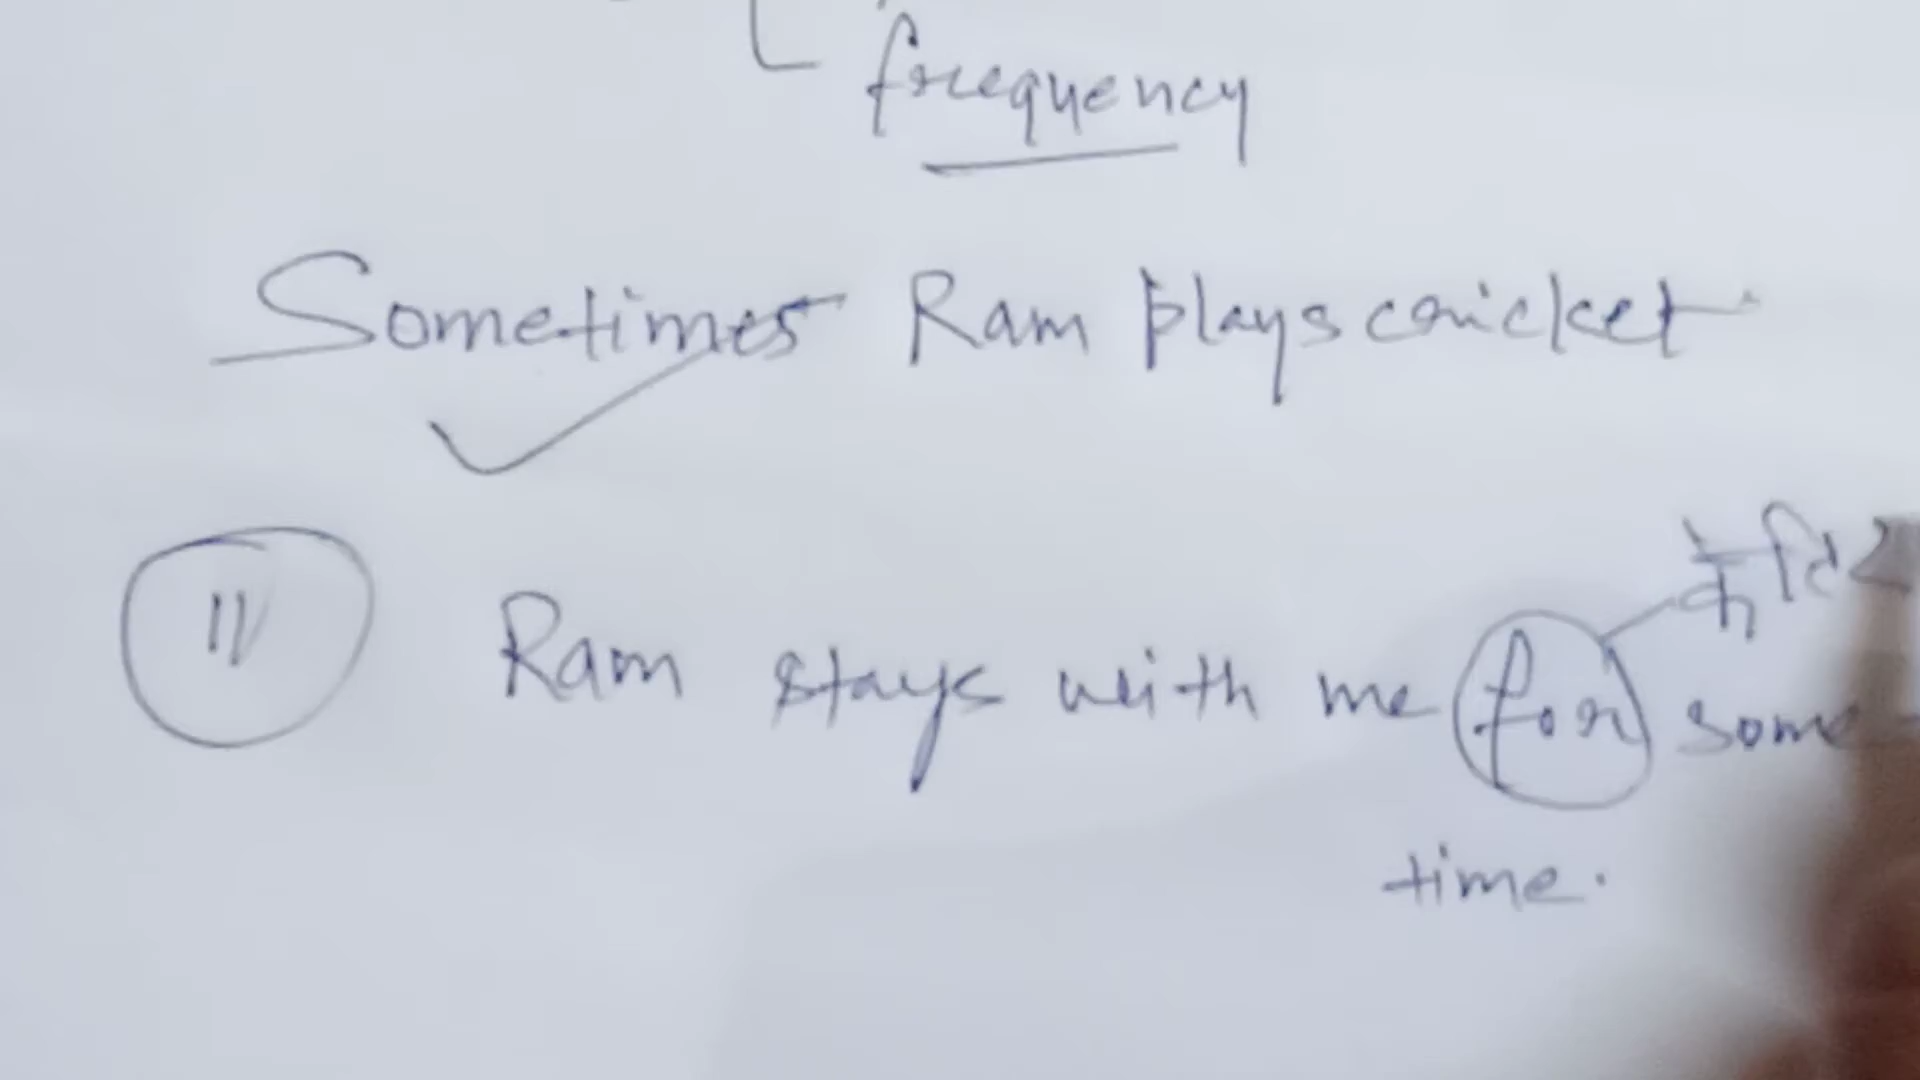 frequency
Sometimes Ram plays cricket
11 Ram stays with me for some
time.
के